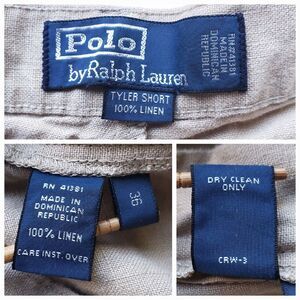 Polo
by Ralph Lauren
RN #41381
MADE IN
DOMINICAN
REPUBLIC
TYLER SHORT
100% LINEN
RN 41381
MADE IN
DOMINICAN
REPUBLIC
100% LINEN
CARE INST. OVER
36
DRY CLEAN
ONLY
CRW-3